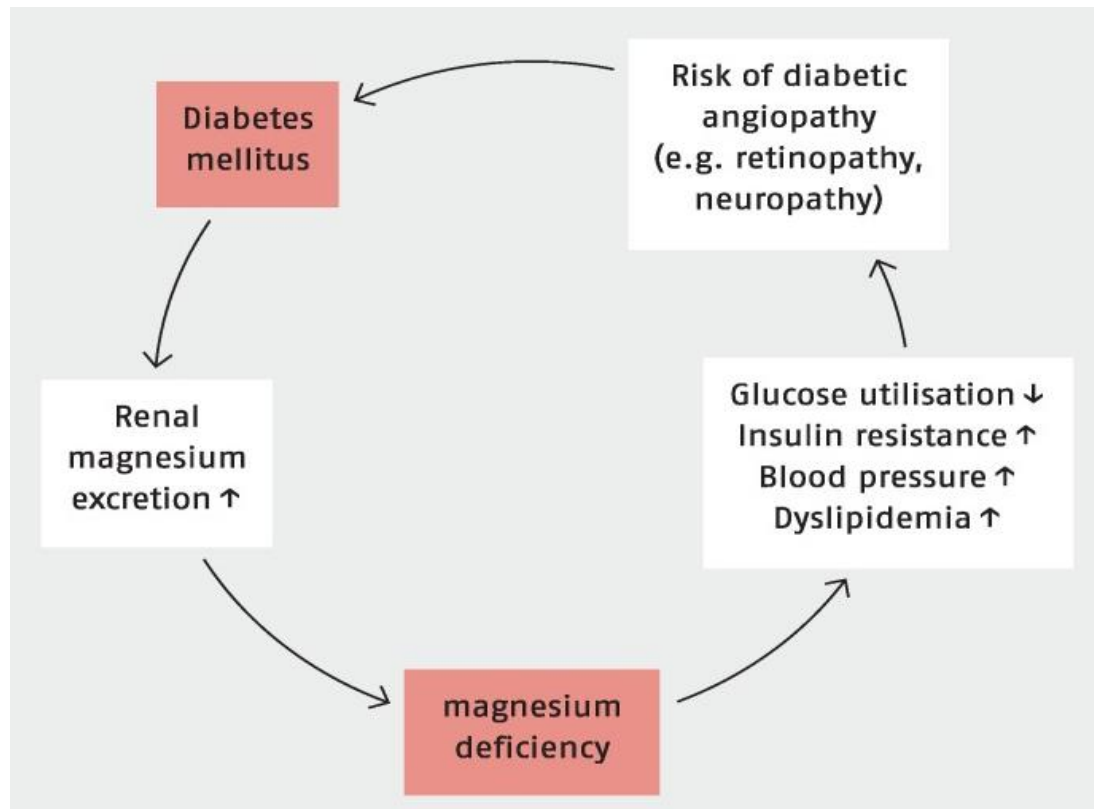 Diabetes
mellitus
Risk of diabetic
angiopathy
(e.g. retinopathy,
neuropathy)
Renal
magnesium
excretion ↑
Glucose utilisation ↓
Insulin resistance ↑
Blood pressure ↑
Dyslipidemia ↑
magnesium
deficiency